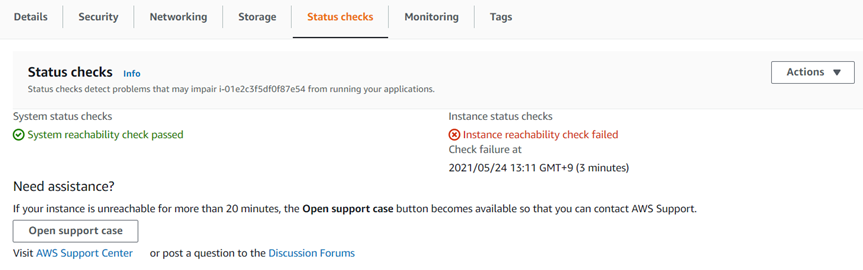 Details Security Networking Storage Status checks Monitoring Tags
Status checks Info
Actions
Status checks detect problems that may impair i-01e2c3f5df0f87e54 from running your applications.
System status checks
System reachability check passed
Instance status checks
Instance reachability check failed
Check failure at
2021/05/24 13:11 GMT+9 (3 minutes)
Need assistance?
If your instance is unreachable for more than 20 minutes, the Open support case button becomes available so that you can contact AWS Support.
Open support case
Visit AWS Support Center or post a question to the Discussion Forums